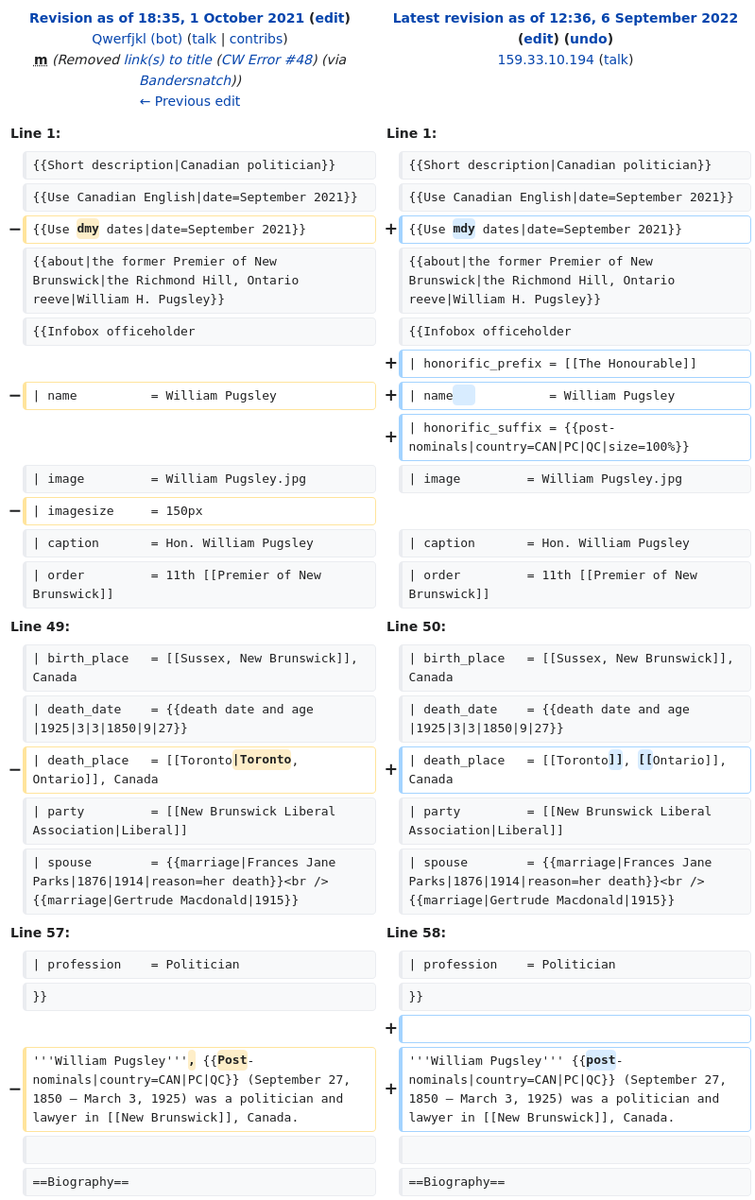 Revision as of 18:35, 1 October 2021 (edit)
Qwerfjkl (bot) (talk | contribs)
m (Removed link(s) to title (CW Error #48) (via
Bandersnatch))
← Previous edit
Latest revision as of 12:36, 6 September 2022
(edit) (undo)
159.33.10.194 (talk)
Line 1:
Line 1:
{{Short description|Canadian politician}}
{{Short description|Canadian politician}}
{{Use Canadian English|date=September 2021}}
{{Use Canadian English|date=September 2021}}
− {{Use dmy dates|date=September 2021}}
+ {{Use mdy dates|date=September 2021}}
{{about|the former Premier of New
Brunswick|the Richmond Hill, Ontario
reeve|William H. Pugsley}}
{{about|the former Premier of New
Brunswick|the Richmond Hill, Ontario
reeve|William H. Pugsley}}
{{Infobox officeholder
{{Infobox officeholder
+ | honorific_prefix = [[The Honourable]]
− | name = William Pugsley
+ | name = William Pugsley
+ | honorific_suffix = {{post-
nominals|country=CAN|PC|QC|size=100%}}
| image = William Pugsley.jpg
| image = William Pugsley.jpg
− | imagesize = 150px
| caption = Hon. William Pugsley
| caption = Hon. William Pugsley
| order = 11th [[Premier of New
Brunswick]]
| order = 11th [[Premier of New
Brunswick]]
Line 49:
Line 50:
| birth_place = [[Sussex, New Brunswick]],
Canada
| birth_place = [[Sussex, New Brunswick]],
Canada
| death_date = {{death date and age
|1925|3|3|1850|9|27}}
| death_date = {{death date and age
|1925|3|3|1850|9|27}}
− | death_place = [[Toronto|Toronto,
Ontario]], Canada
+ | death_place = [[Toronto]], [[Ontario]],
Canada
| party = [[New Brunswick Liberal
Association|Liberal]]
| party = [[New Brunswick Liberal
Association|Liberal]]
| spouse = {{marriage|Frances Jane
Parks|1876|1914|reason=her death}}<br />
{{marriage|Gertrude Macdonald|1915}}
| spouse = {{marriage|Frances Jane
Parks|1876|1914|reason=her death}}<br />
{{marriage|Gertrude Macdonald|1915}}
Line 57:
Line 58:
| profession = Politician
| profession = Politician
}}
}}
+
− '''William Pugsley''', {{Post-
nominals|country=CAN|PC|QC}} (September 27,
1850 – March 3, 1925) was a politician and
lawyer in [[New Brunswick]], Canada.
+ '''William Pugsley''' {{post-
nominals|country=CAN|PC|QC}} (September 27,
1850 – March 3, 1925) was a politician and
lawyer in [[New Brunswick]], Canada.
==Biography==
==Biography==